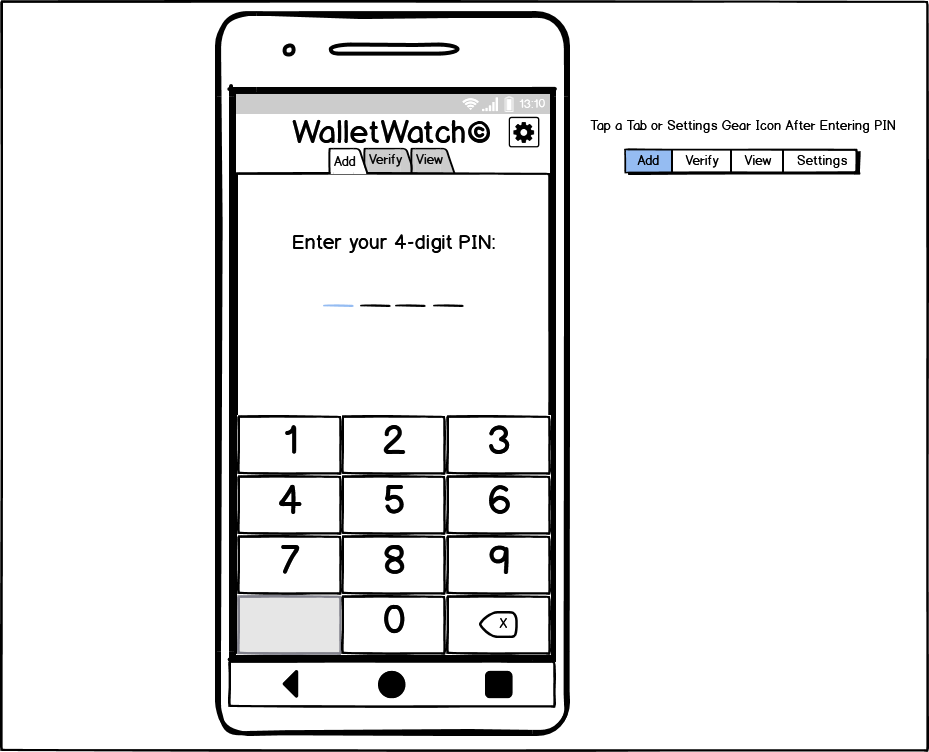 13:10
WalletWatch©
Add Verify View
Tap a Tab or Settings Gear Icon After Entering PIN
Add Verify View Settings
Enter your 4-digit PIN:
1 2 3
4 5 6
7 8 9
0 X